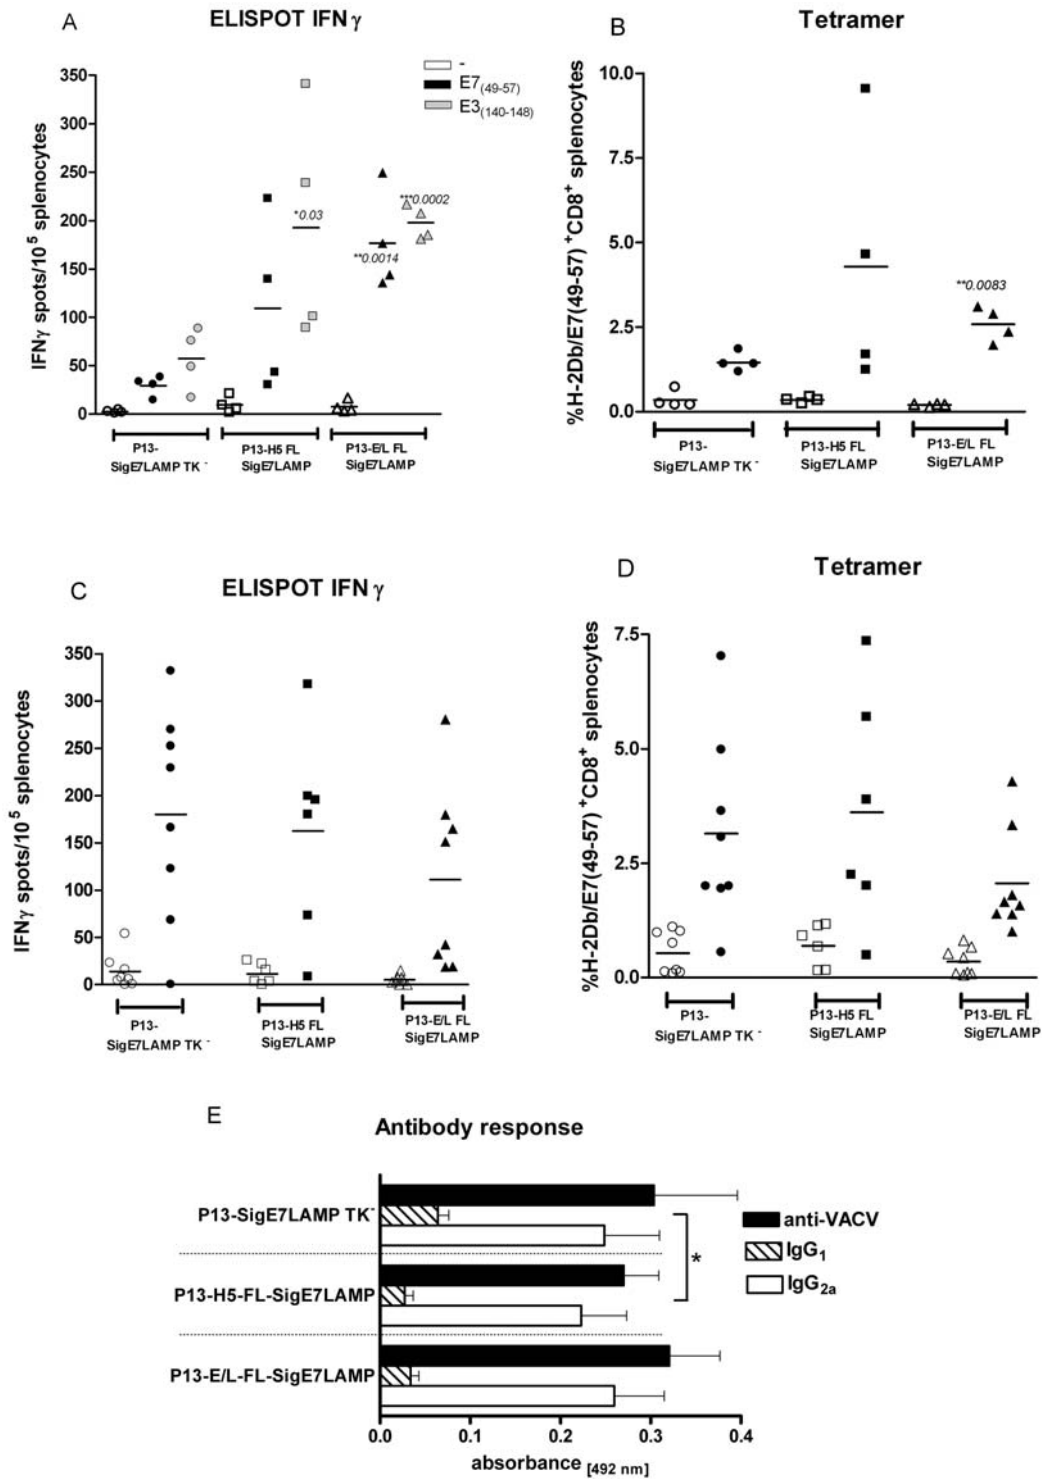 A
ELISPOT IFN γ
-
E7(49-57)
E3(140-148)
IFNγ spots/10⁵ splenocytes
350
300
250
200
150
100
50
0
*0.03
**0.0014
***0.0002
P13-
SigE7LAMP TK⁻
P13-H5 FL
SigE7LAMP
P13-E/L FL
SigE7LAMP
B
Tetramer
%H-2Db/E7(49-57) ⁺CD8⁺ splenocytes
10.0
7.5
5.0
2.5
0.0
**0.0083
P13-
SigE7LAMP TK⁻
P13-H5 FL
SigE7LAMP
P13-E/L FL
SigE7LAMP
C
ELISPOT IFN γ
IFNγ spots/10⁵ splenocytes
350
300
250
200
150
100
50
0
P13-
SigE7LAMP TK⁻
P13-H5 FL
SigE7LAMP
P13-E/L FL
SigE7LAMP
D
Tetramer
%H-2Db/E7(49-57) ⁺CD8⁺ splenocytes
7.5
5.0
2.5
0.0
P13-
SigE7LAMP TK⁻
P13-H5 FL
SigE7LAMP
P13-E/L FL
SigE7LAMP
E
Antibody response
P13-SigE7LAMP TK⁻
P13-H5-FL-SigE7LAMP
P13-E/L-FL-SigE7LAMP
*
anti-VACV
IgG₁
IgG₂ₐ
0.0 0.1 0.2 0.3 0.4
absorbance [492 nm]